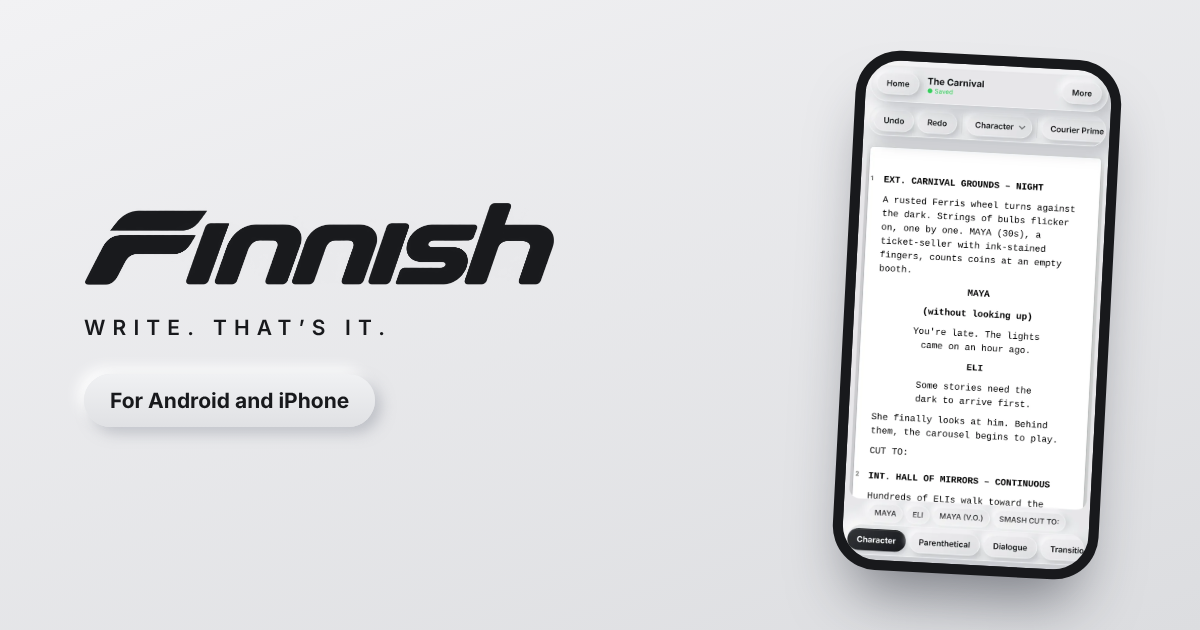 Finnish
WRITE. THAT’S IT.
For Android and iPhone
Home
The Carnival
Saved
More
Undo
Redo
Character
Courier Prime
1 EXT. CARNIVAL GROUNDS – NIGHT
A rusted Ferris wheel turns against
the dark. Strings of bulbs flicker
on, one by one. MAYA (30s), a
ticket-seller with ink-stained
fingers, counts coins at an empty
booth.
MAYA
(without looking up)
You're late. The lights
came on an hour ago.
ELI
Some stories need the
dark to arrive first.
She finally looks at him. Behind
them, the carousel begins to play.
CUT TO:
2 INT. HALL OF MIRRORS – CONTINUOUS
Hundreds of ELIs walk toward the
MAYA
ELI
MAYA (V.O.)
SMASH CUT TO:
Character
Parenthetical
Dialogue
Transitio